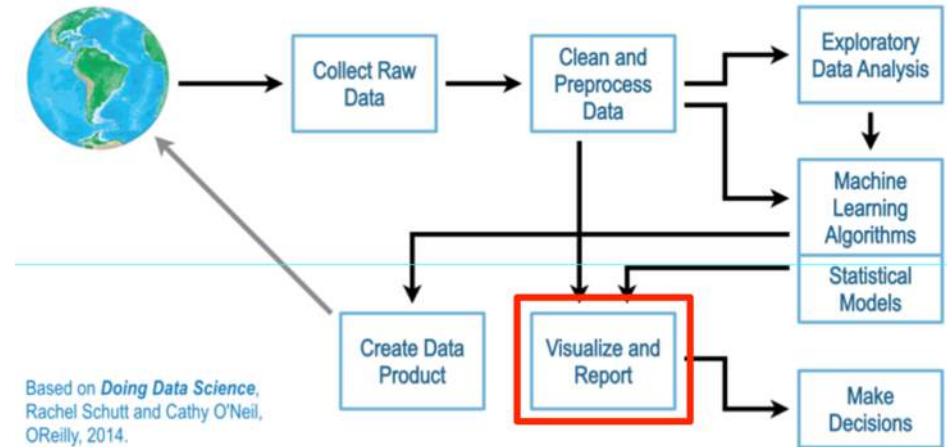 Collect Raw
Data
Clean and
Preprocess
Data
Exploratory
Data Analysis
Machine
Learning
Algorithms
Statistical
Models
Create Data
Product
Visualize and
Report
Make
Decisions
Based on Doing Data Science,
Rachel Schutt and Cathy O'Neil,
OReilly, 2014.